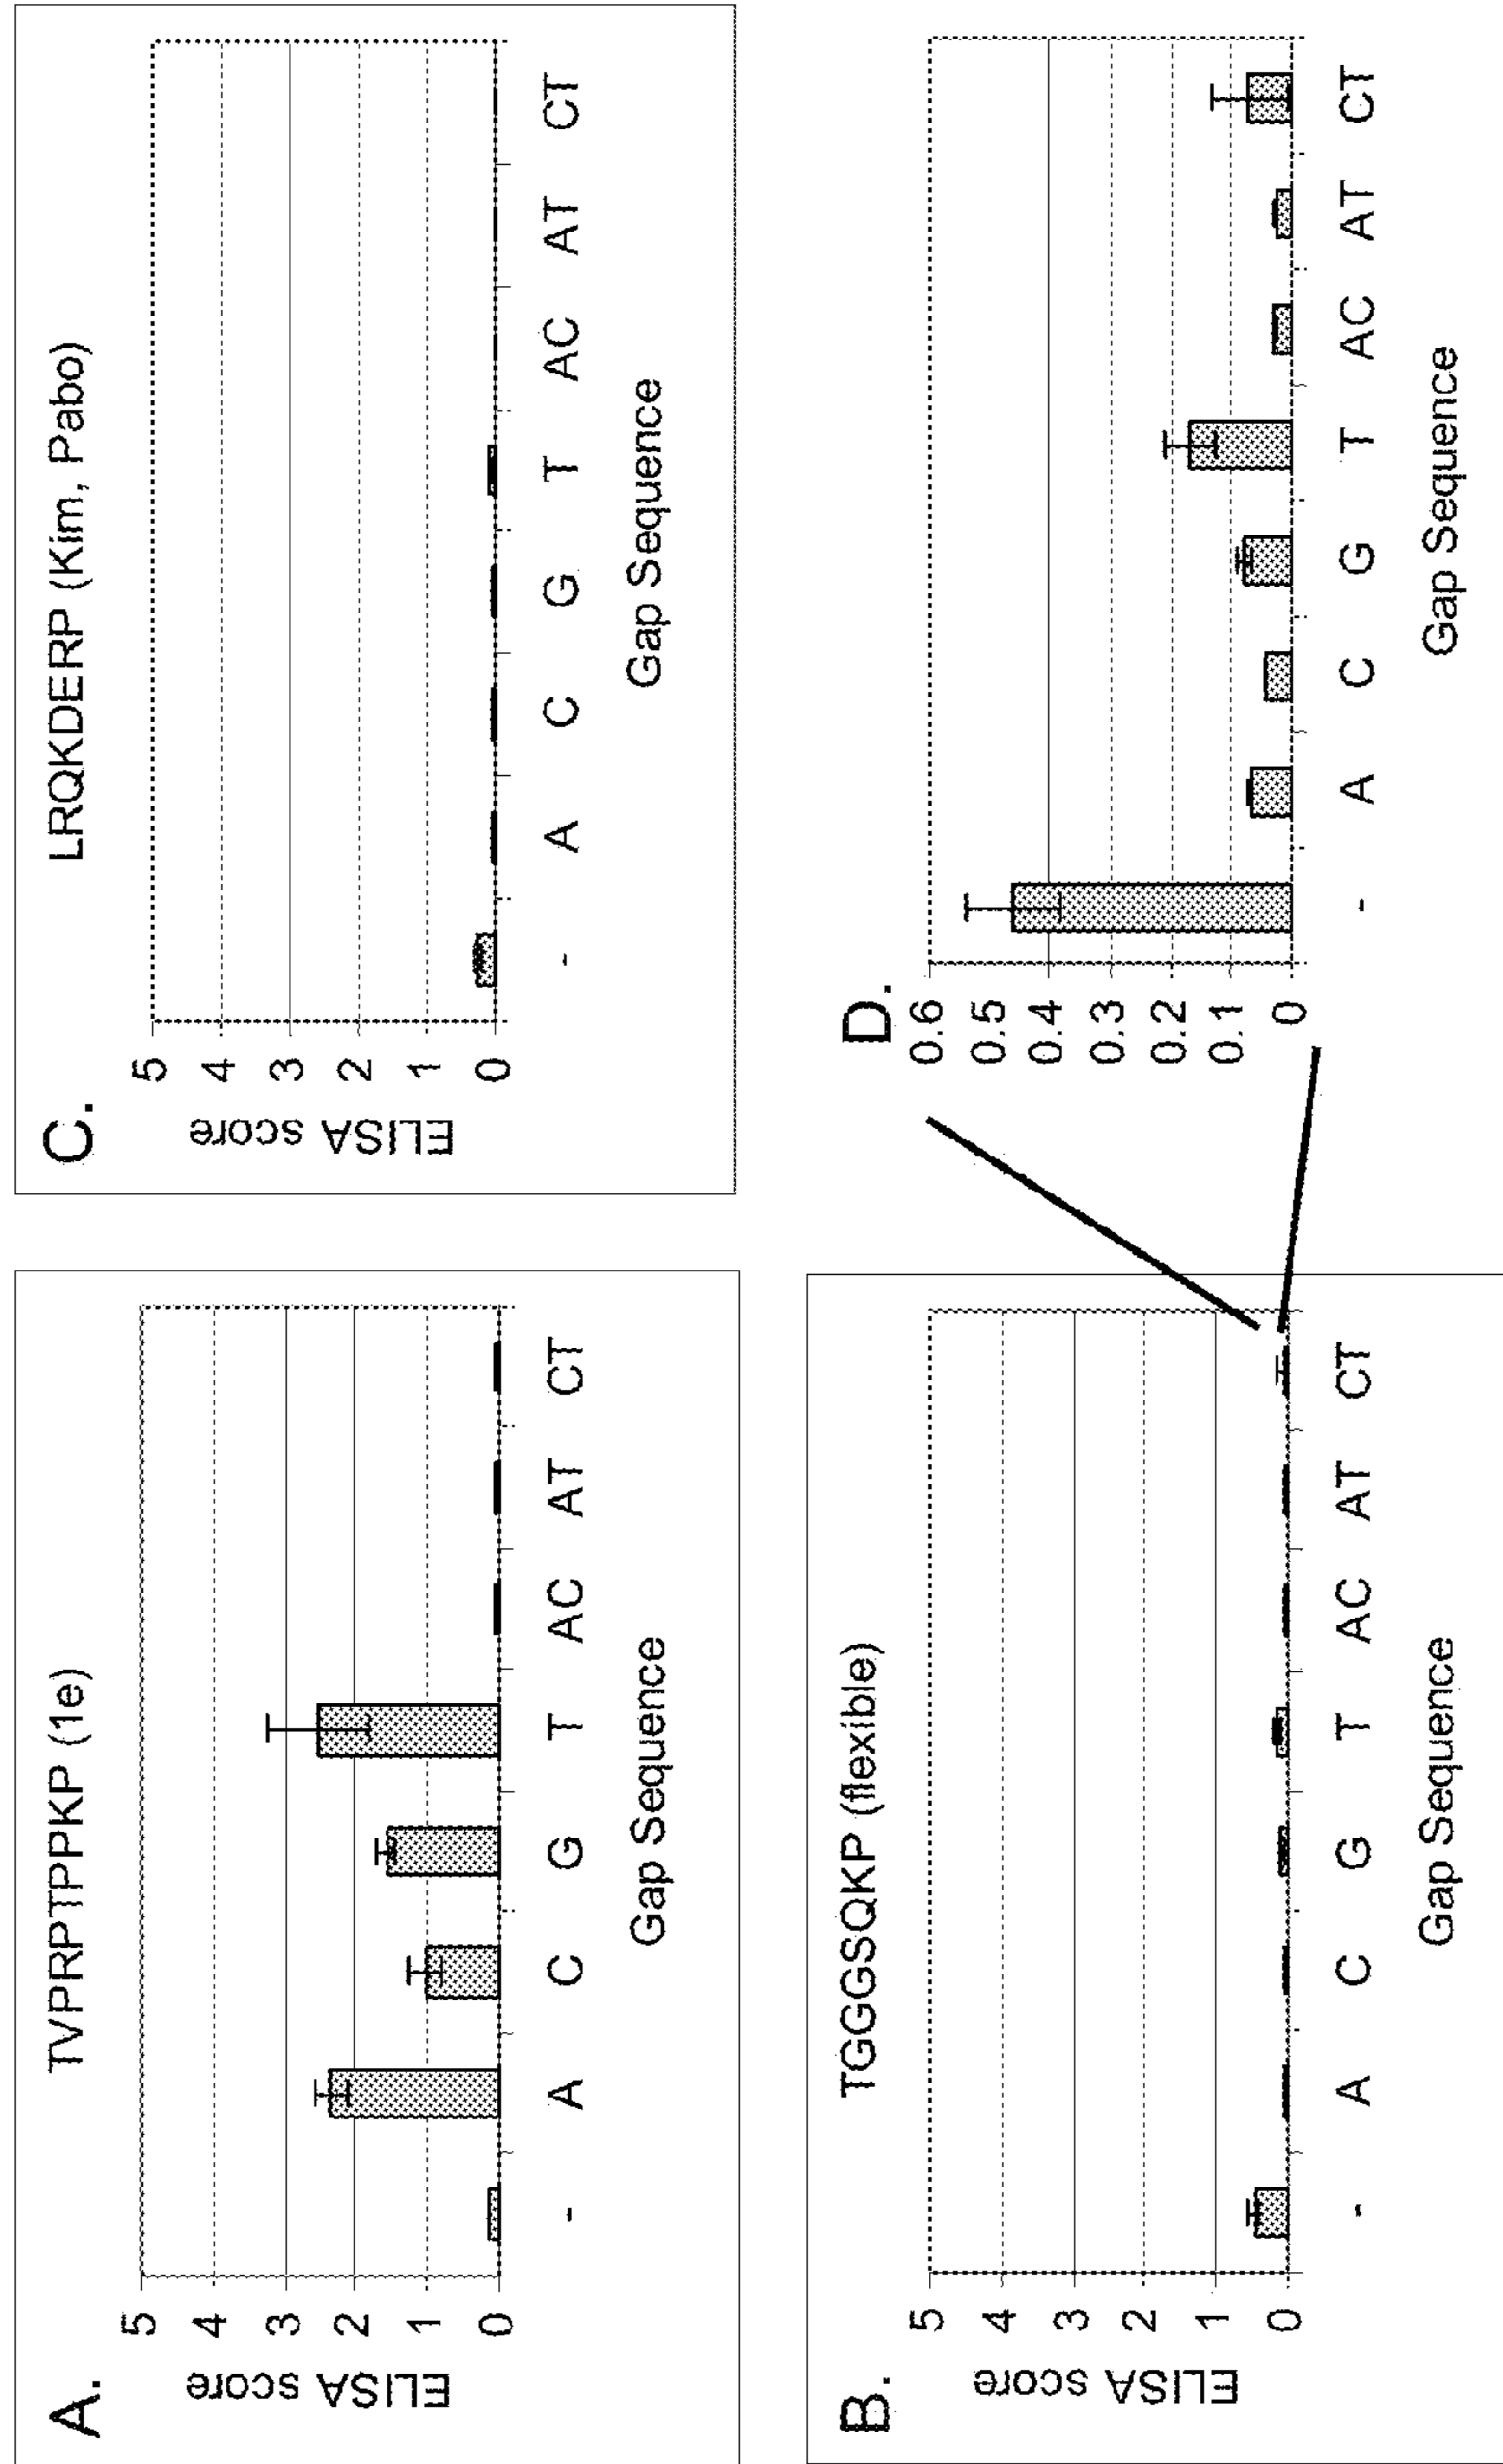 A.
TVPRPTPPKP (1e)
ELISA score
5
4
3
2
1
0
- A C G T AC AT CT
Gap Sequence
B.
TGGGSQKP (flexible)
ELISA score
5
4
3
2
1
0
- A C G T AC AT CT
Gap Sequence
C.
LRQKDERP (Kim, Pabo)
ELISA score
5
4
3
2
1
0
- A C G T AC AT CT
Gap Sequence
D.
0.6
0.5
0.4
0.3
0.2
0.1
0
- A C G T AC AT CT
Gap Sequence